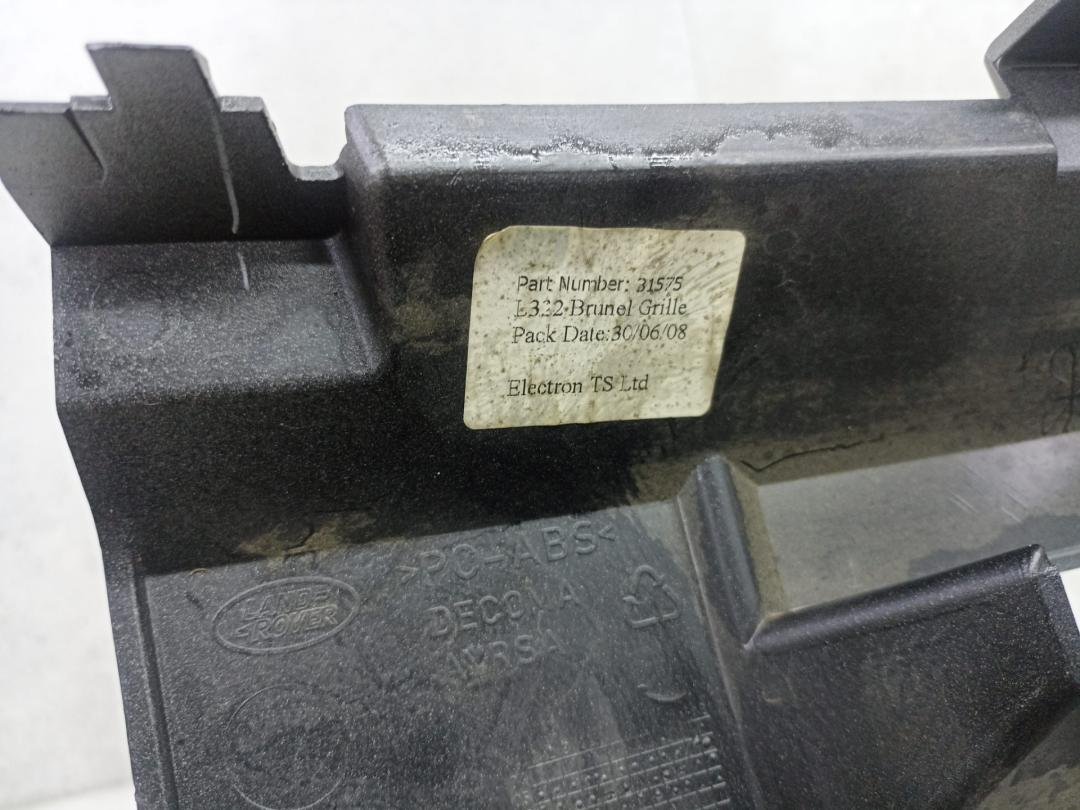 Part Number: 31575
L322-Brunel Grille
Pack Date:30/06/08
Electron TS Ltd
>PC+ABS<
LAND
ROVER
DECOMA